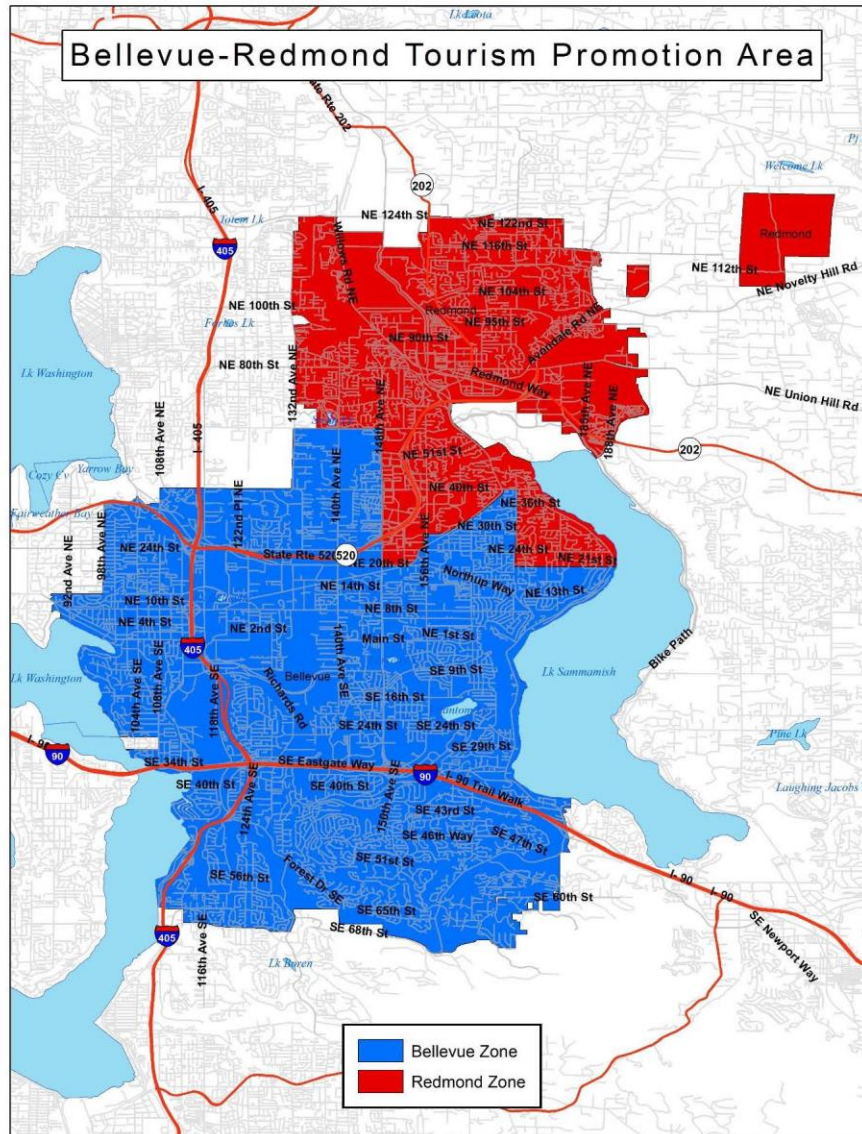 Lk Leota
Bellevue-Redmond Tourism Promotion Area
Rte 202
202
Welcome Lk
I- 405
NE 124th St
NE 122nd St
Totem Lk
405
Willows Rd NE
NE 116th St
Redmond
NE 112th St
NE Novelty Hill Rd
NE 100th St
NE 104th St
Redmond
Forbes Lk
NE 95th St
NE 90th St
Avondale Rd NE
NE 80th St
Lk Washington
132nd Ave NE
Redmond Way
NE Union Hill Rd
148th Ave NE
185th Ave NE
188th Ave NE
108th Ave NE
I- 405
NE 51st St
202
Yarrow Bay
Cozy Cv
140th Ave NE
NE 40th St
122nd Pl NE
NE 36th St
Fairweather Bay
98th Ave NE
NE 30th St
NE 24th St
State Rte 520
520
156th Ave NE
NE 24th St
NE 21st St
92nd Ave NE
NE 20th St
NE 14th St
Northup Way
NE 13th St
NE 10th St
NE 8th St
NE 4th St
NE 2nd St
Main St
NE 1st St
405
Bike Path
Lk Washington
104th Ave SE
108th Ave SE
118th Ave SE
Richards Rd
Bellevue
140th Ave SE
SE 9th St
Lk Sammamish
SE 16th St
SE 24th St
SE 24th St
Pine Lk
SE 29th St
90
SE 34th St
SE Eastgate Way
90
I- 90 Trail Walk
SE 40th St
SE 40th St
Laughing Jacobs
124th Ave SE
150th Ave SE
SE 43rd St
SE 46th Way
SE 47th St
SE 51st St
SE 56th St
Forest Dr SE
I- 90
I- 90
SE 60th St
SE 65th St
SE 68th St
405
116th Ave SE
Lk Boren
SE Newport Way
Bellevue Zone
Redmond Zone